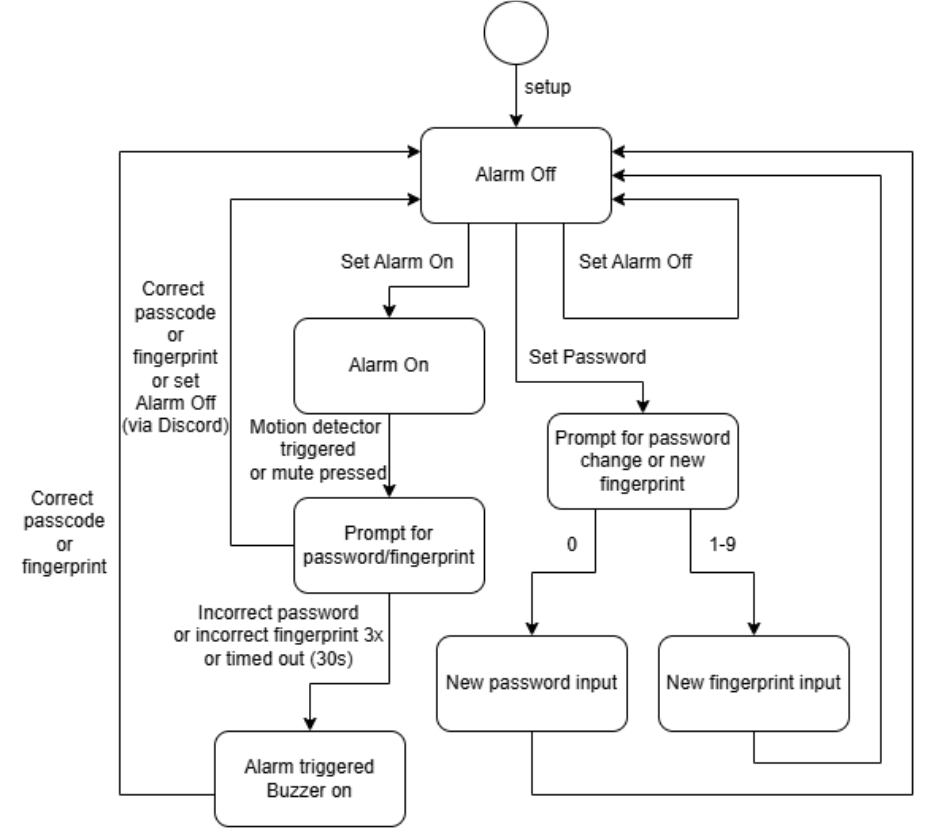 setup
Alarm Off
Set Alarm On
Set Alarm Off
Correct
passcode
or
fingerprint
or set
Alarm Off
(via Discord)
Alarm On
Set Password
Motion detector
triggered
or mute pressed
Prompt for password
change or new
fingerprint
Correct
passcode
or
fingerprint
Prompt for
password/fingerprint
0
1-9
Incorrect password
or incorrect fingerprint 3x
or timed out (30s)
New password input
New fingerprint input
Alarm triggered
Buzzer on